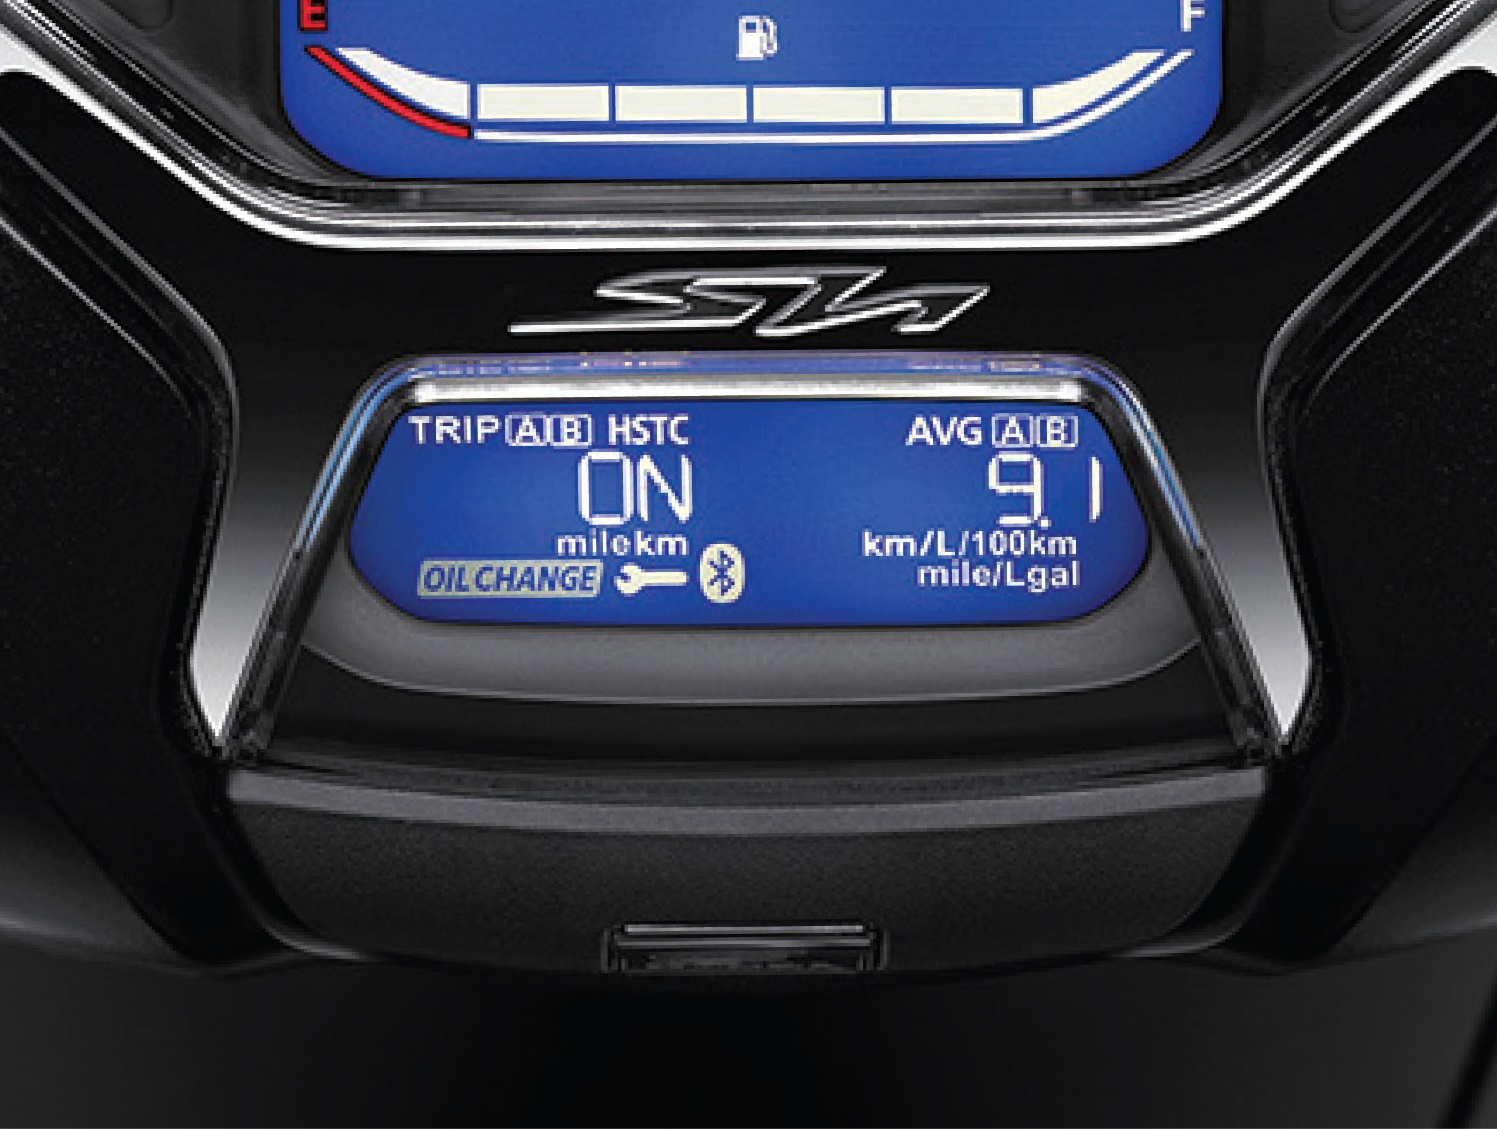 E F
SH
TRIP A B HSTC AVG A B
ON 9.1
milekm km/L/100km
OIL CHANGE mile/Lgal